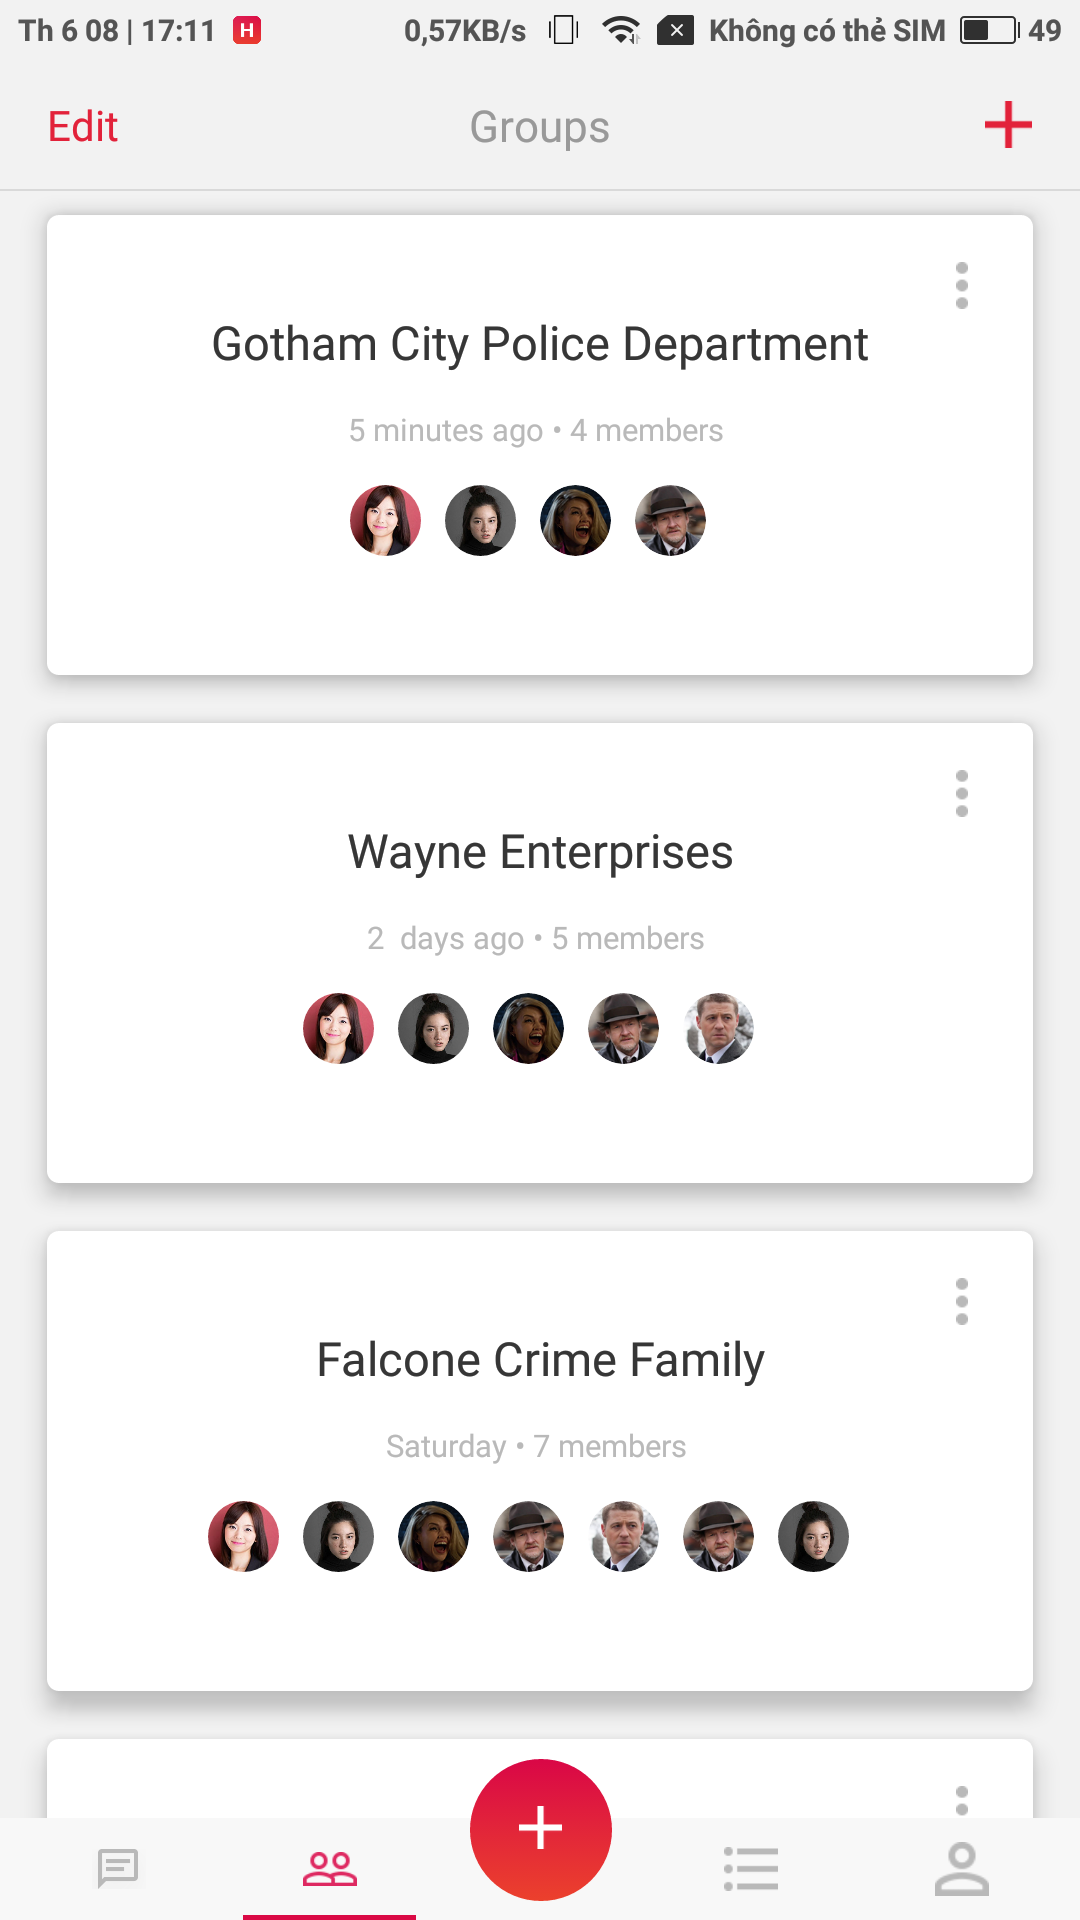 Th 6 08 | 17:11 H 0,57KB/s Không có thẻ SIM 49
Edit Groups
Gotham City Police Department
5 minutes ago • 4 members
Wayne Enterprises
2 days ago • 5 members
Falcone Crime Family
Saturday • 7 members